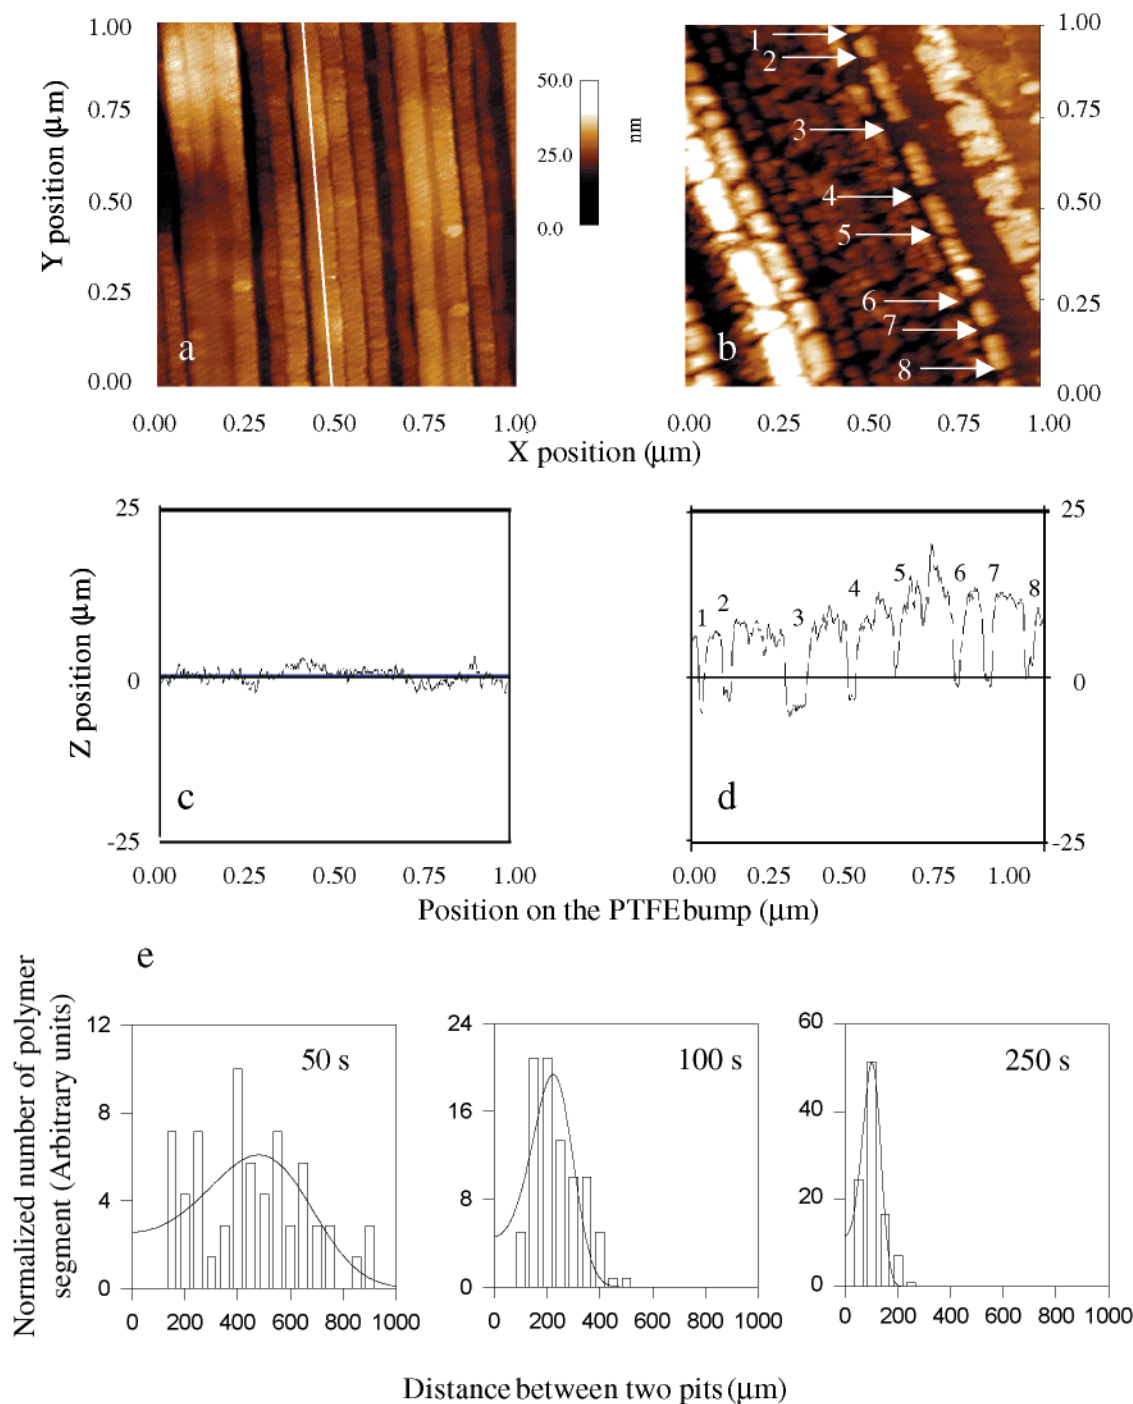 1.00
0.75
0.50
0.25
0.00
Y position (μm)
a
0.00 0.25 0.50 0.75 1.00
50.0
25.0
0.0
nm
1
2
3
4
5
6
7
8
b
1.00
0.75
0.50
0.25
0.00
0.00 0.25 0.50 0.75 1.00
X position (μm)
25
0
-25
Z position (μm)
c
0.00 0.25 0.50 0.75 1.00
1 2 3 4 5 6 7 8
d
25
0
-25
0.00 0.25 0.50 0.75 1.00
Position on the PTFEbump (μm)
e
Normalized number of polymer
segment (Arbitrary units)
12
8
4
0
50 s
0 200 400 600 800 1000
24
16
8
0
100 s
0 200 400 600 800 1000
60
40
20
0
250 s
0 200 400 600 800 1000
Distance between two pits (μm)